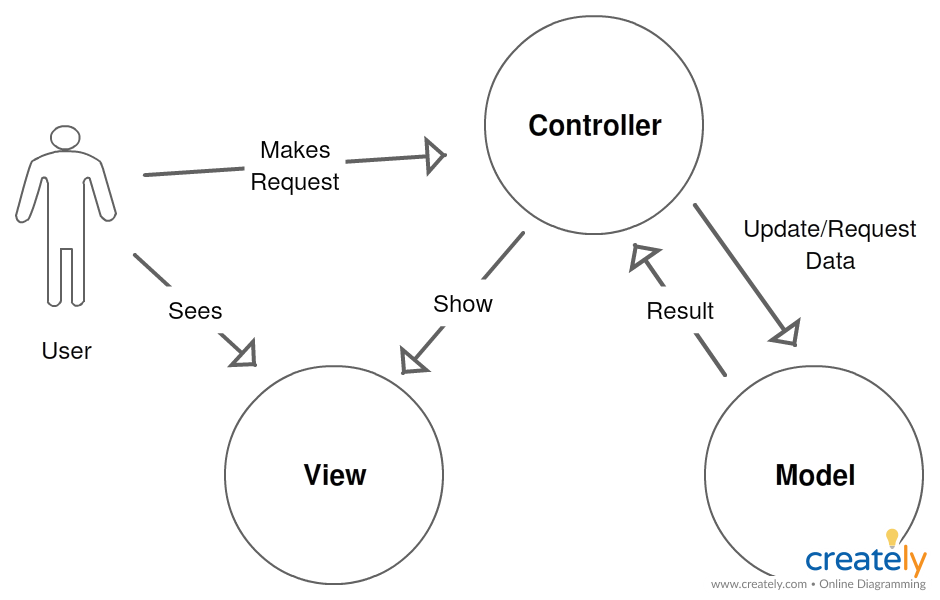 Controller
Makes
Request
Update/Request
Data
Sees
Show
Result
User
View
Model
creately
www.creately.com • Online Diagramming